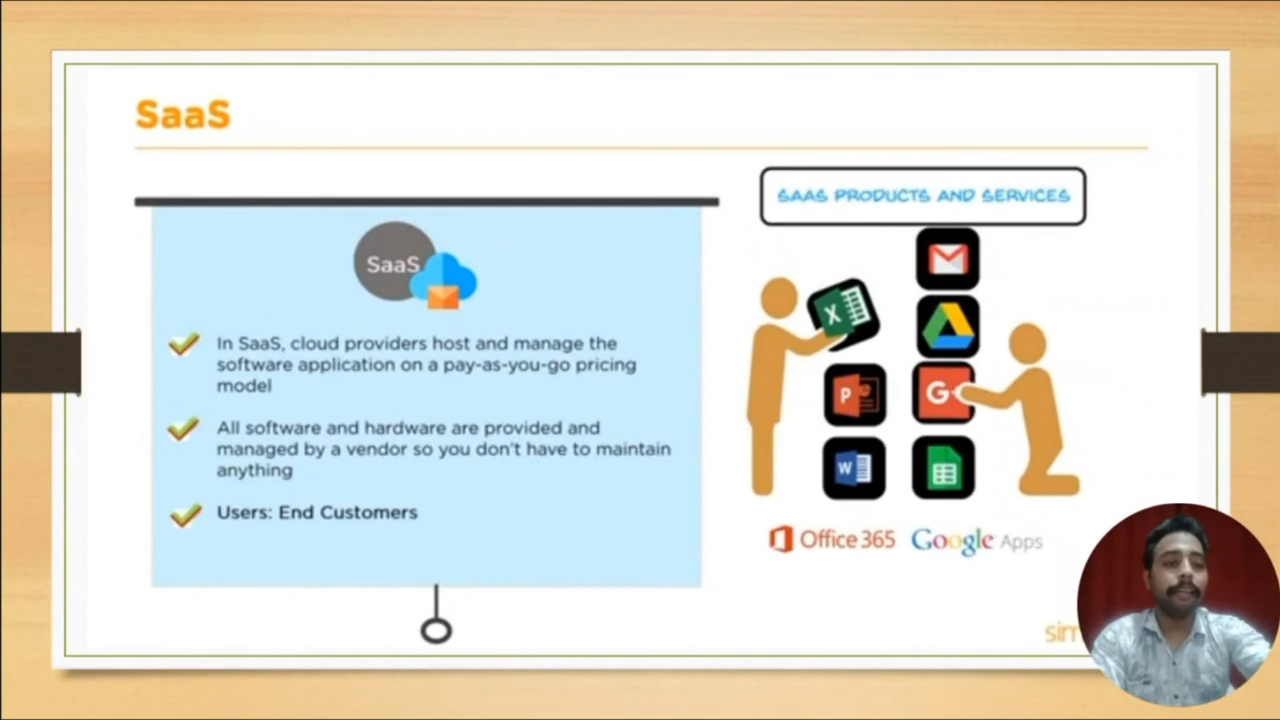 SaaS
SAAS PRODUCTS AND SERVICES
SaaS
In SaaS, cloud providers host and manage the
software application on a pay-as-you-go pricing
model
All software and hardware are provided and
managed by a vendor so you don't have to maintain
anything
Users: End Customers
X
P
G+
W
Office 365
Google Apps